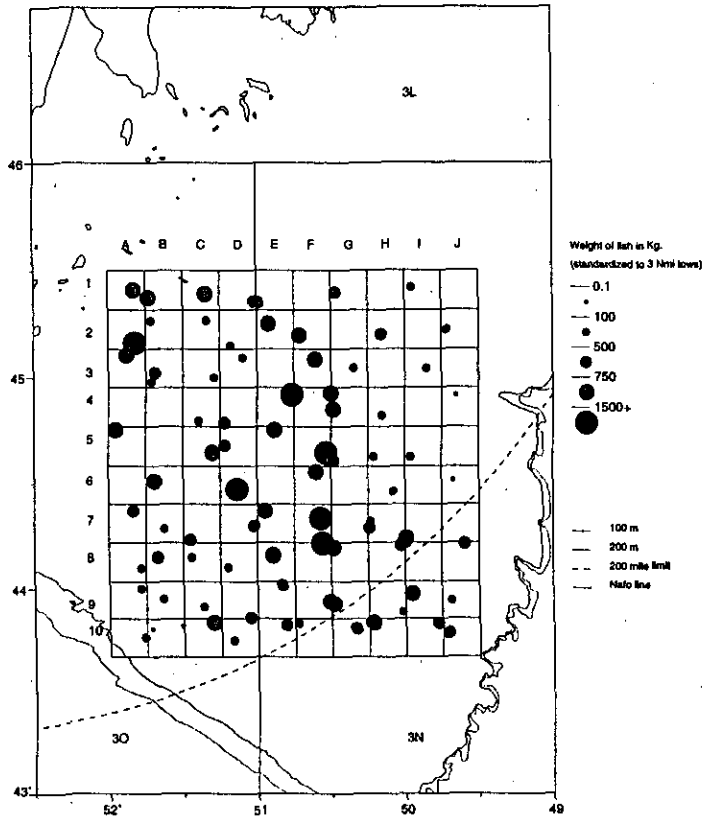 3L
46
A B C D E F G H I J
Weight of fish in Kg.
(standardized to 3 Nmi tows)
0.1
100
500
750
1500+
1
2
3
45
4
5
6
7
8
44
9
10
100 m
200 m
200 mile limit
Nafo line
3O
3N
43'
52'
51
50
49